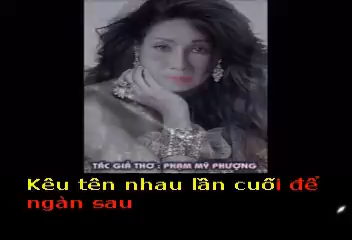 TÁC GIẢ THƠ : PHẠM MỸ PHƯỢNG
Kêu tên nhau lần cuối để
ngàn sau